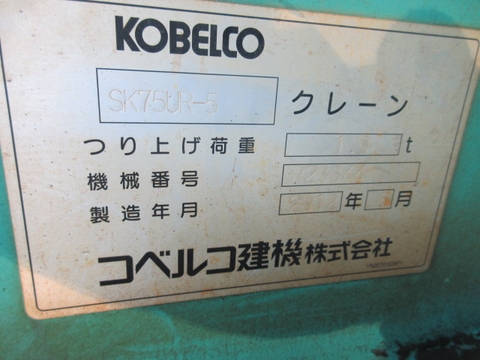 KOBELCO
SK75UR-5 クレーン
つり上げ荷重 t
機械番号
製造年月 年 月
コベルコ建機株式会社